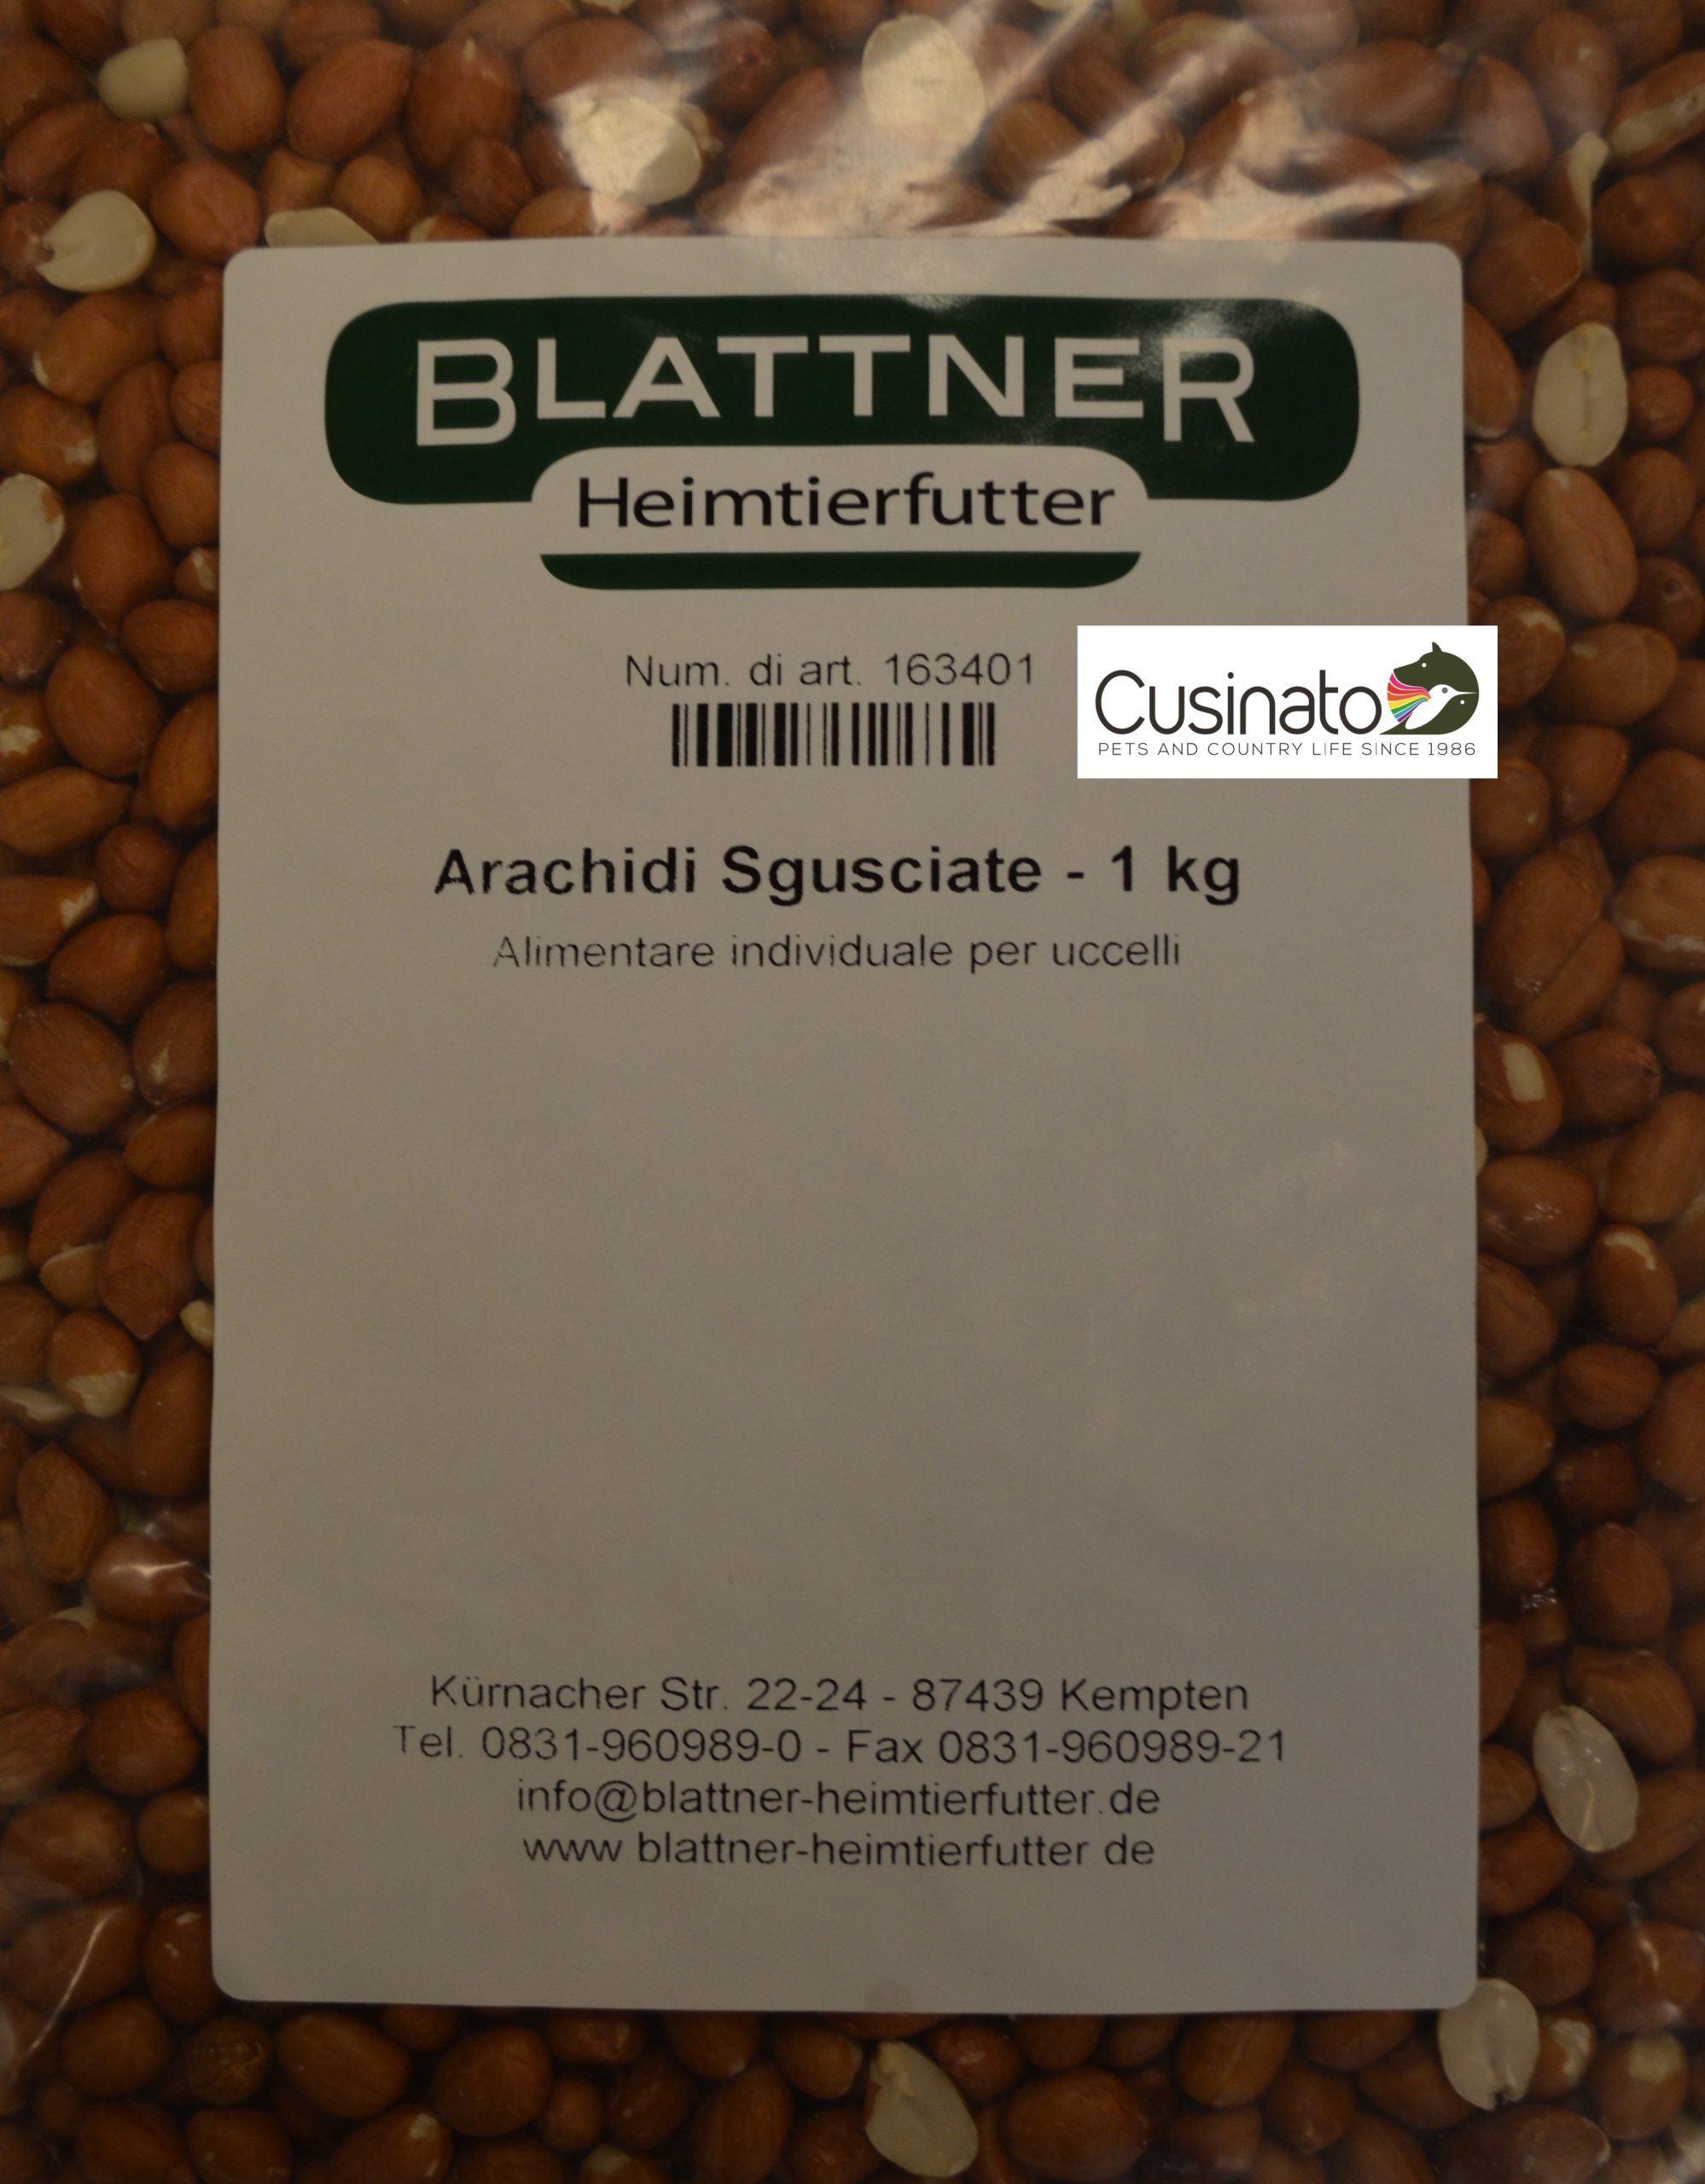 BLATTNER
Heimtierfutter
Num. di art. 163401
Cusinato
PETS AND COUNTRY LIFE SINCE 1986
Arachidi Sgusciate - 1 kg
Alimentare individuale per uccelli
Kürnacher Str. 22-24 - 87439 Kempten
Tel. 0831-960989-0 - Fax 0831-960989-21
info@blattner-heimtierfutter.de
www blattner-heimtierfutter de